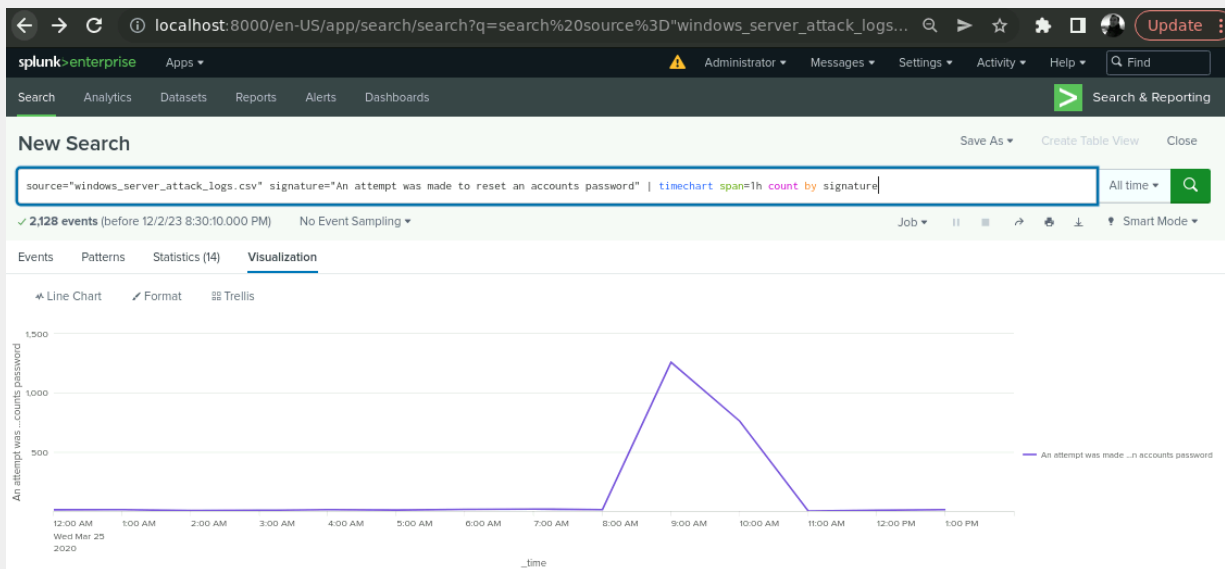 localhost:8000/en-US/app/search/search?q=search%20source%3D"windows_server_attack_logs...
Update
splunk>enterprise Apps Administrator Messages Settings Activity Help Find
Search Analytics Datasets Reports Alerts Dashboards Search & Reporting
New Search Save As Create Table View Close
source="windows_server_attack_logs.csv" signature="An attempt was made to reset an accounts password" | timechart span=1h count by signature All time
2,128 events (before 12/2/23 8:30:10.000 PM) No Event Sampling Job Smart Mode
Events Patterns Statistics (14) Visualization
Line Chart Format Trellis
An attempt was ...counts password
1,500
1,000
500
An attempt was made ...n accounts password
12:00 AM 1:00 AM 2:00 AM 3:00 AM 4:00 AM 5:00 AM 6:00 AM 7:00 AM 8:00 AM 9:00 AM 10:00 AM 11:00 AM 12:00 PM 1:00 PM
Wed Mar 25
2020
_time